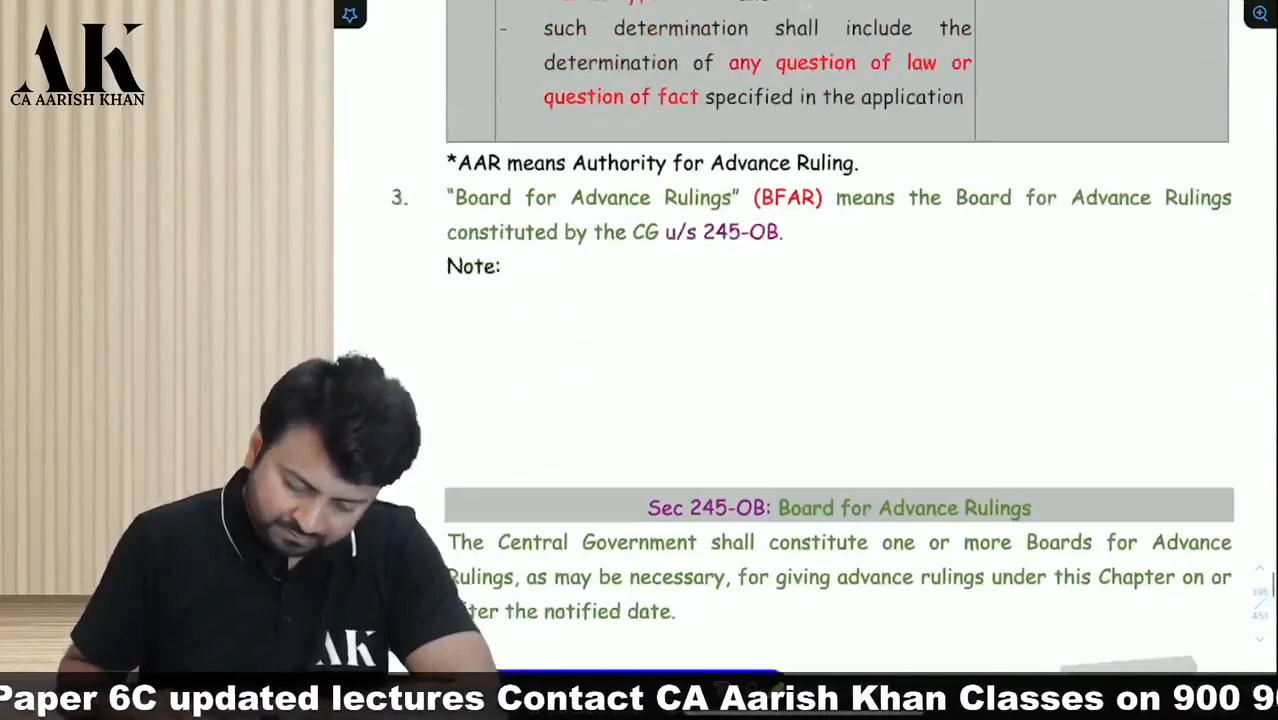 AK
CA AARISH KHAN
- such determination shall include the
determination of any question of law or
question of fact specified in the application
*AAR means Authority for Advance Ruling.
3. "Board for Advance Rulings" (BFAR) means the Board for Advance Rulings
constituted by the CG u/s 245-OB.
Note:
Sec 245-OB: Board for Advance Rulings
The Central Government shall constitute one or more Boards for Advance
Rulings, as may be necessary, for giving advance rulings under this Chapter on or
the notified date.
395
451
AK
Paper 6C updated lectures Contact CA Aarish Khan Classes on 900